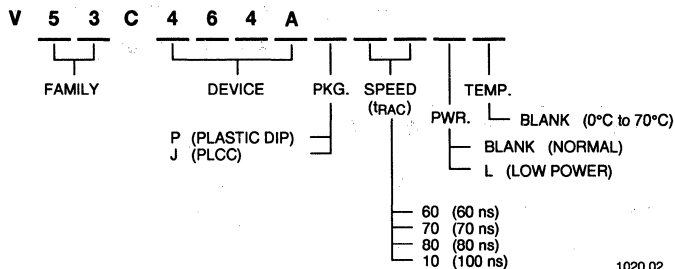 V 5 3 C 4 6 4 A
FAMILY DEVICE PKG. SPEED (tRAC) PWR. TEMP.
BLANK (0°C to 70°C)
P (PLASTIC DIP)
J (PLCC)
BLANK (NORMAL)
L (LOW POWER)
60 (60 ns)
70 (70 ns)
80 (80 ns)
10 (100 ns)
1020 02